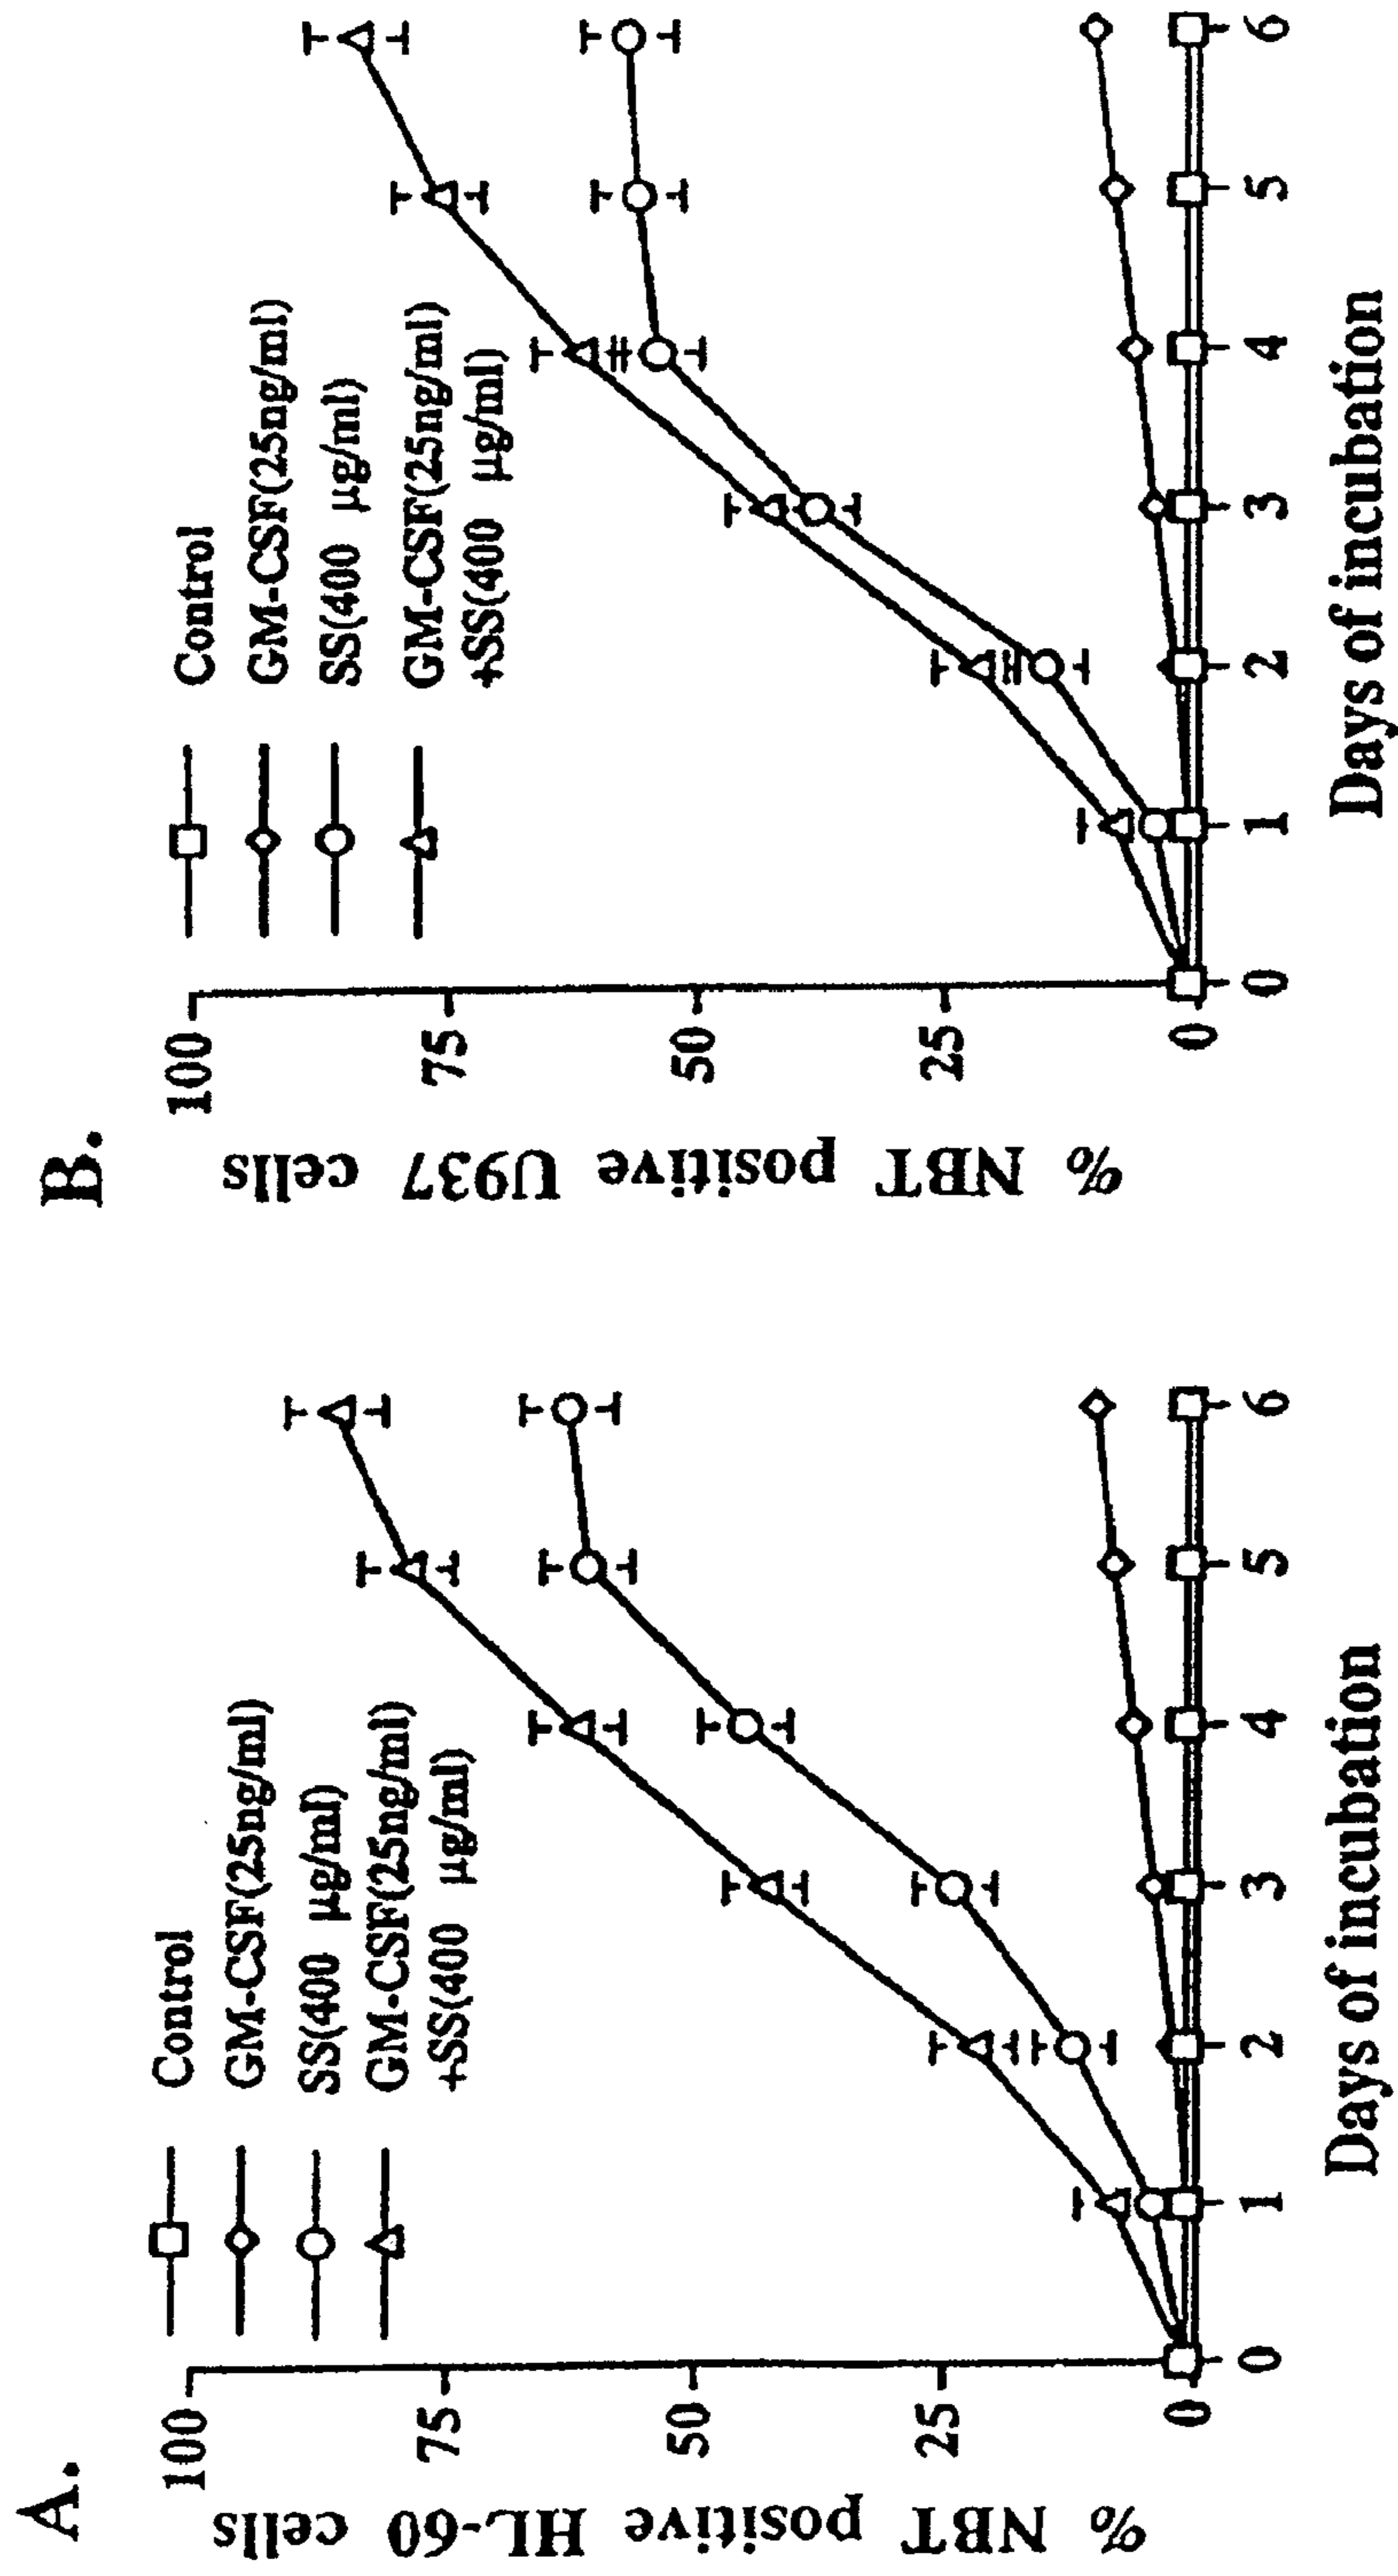 A.
% NBT positive HL-60 cells
100
75
50
25
0
Control
GM-CSF(25ng/ml)
SS(400 µg/ml)
GM-CSF(25ng/ml)
+SS(400 µg/ml)
0 1 2 3 4 5 6
Days of incubation
B.
% NBT positive U937 cells
100
75
50
25
0
Control
GM-CSF(25ng/ml)
SS(400 µg/ml)
GM-CSF(25ng/ml)
+SS(400 µg/ml)
0 1 2 3 4 5 6
Days of incubation